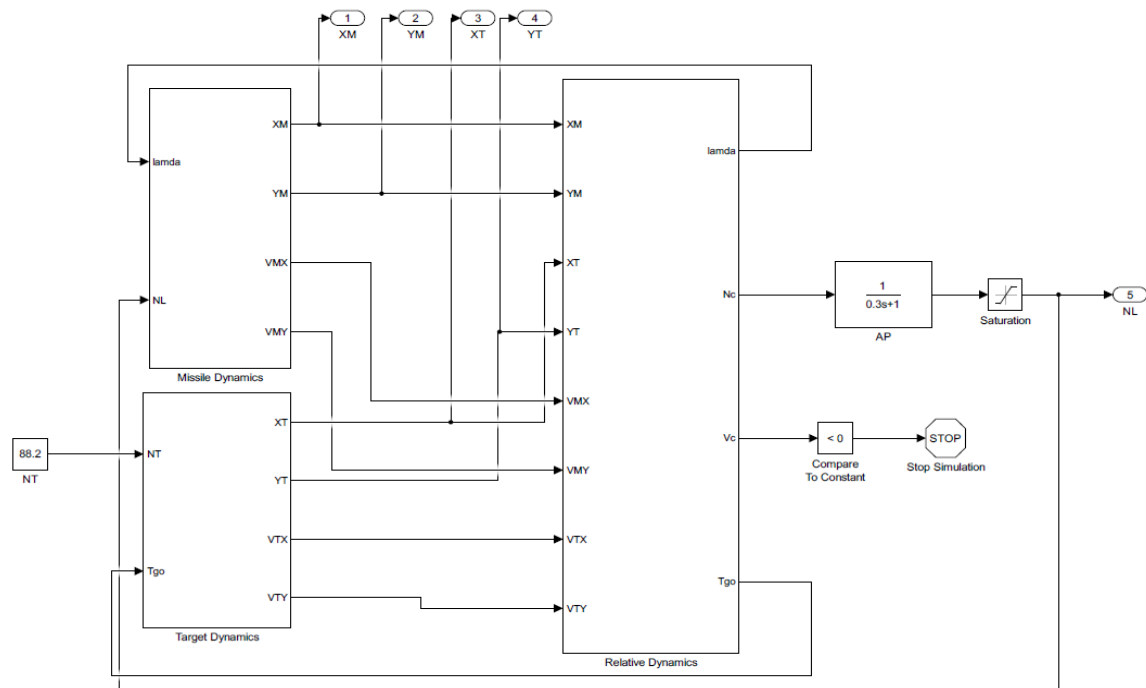 1
XM
2
YM
3
XT
4
YT
lamda
NL
XM
YM
VMX
VMY
Missile Dynamics
88.2
NT
NT
Tgo
XT
YT
VTX
VTY
Target Dynamics
XM
YM
XT
YT
VMX
VMY
VTX
VTY
lamda
Nc
Vc
Tgo
Relative Dynamics
1
0.3s+1
AP
Saturation
5
NL
< 0
Compare
To Constant
STOP
Stop Simulation